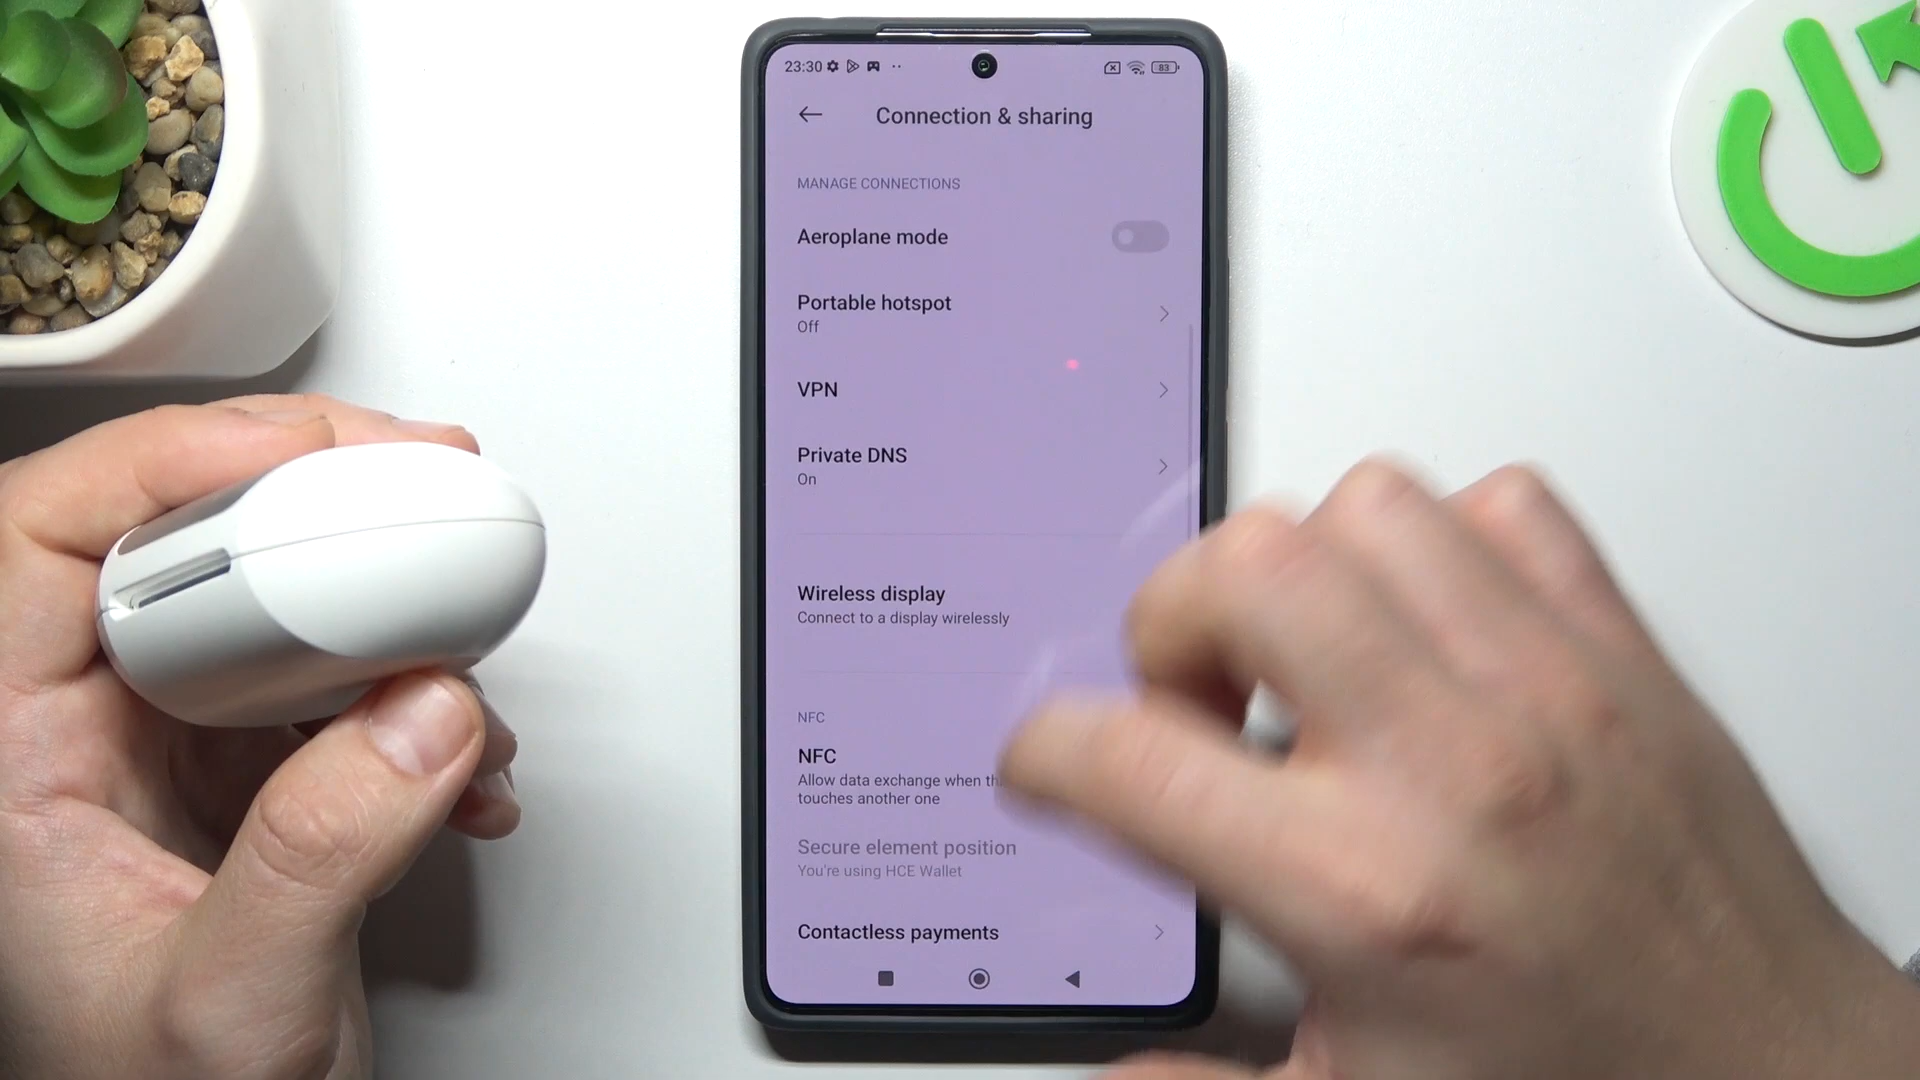 23:30
83
Connection & sharing
MANAGE CONNECTIONS
Aeroplane mode
Portable hotspot
Off
VPN
Private DNS
On
Wireless display
Connect to a display wirelessly
NFC
NFC
Allow data exchange when
touches another one
Secure element position
You're using HCE Wallet
Contactless payments